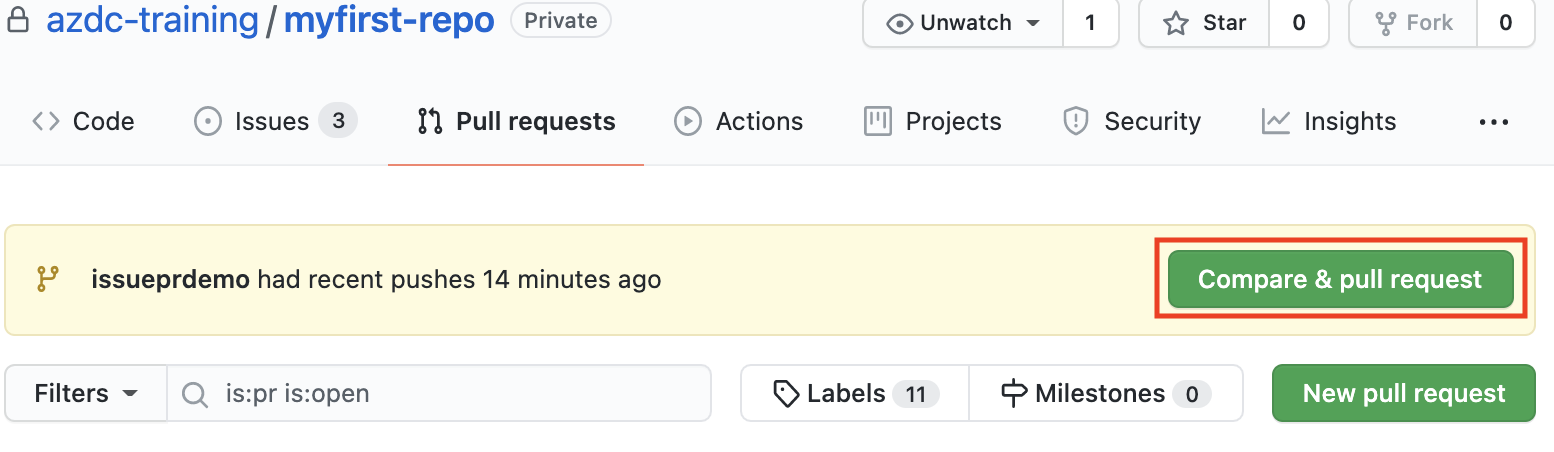 azdc-training / myfirst-repo Private Unwatch 1 Star 0 Fork 0
Code Issues 3 Pull requests Actions Projects Security Insights ...
issueprdemo had recent pushes 14 minutes ago Compare & pull request
Filters is:pr is:open Labels 11 Milestones 0 New pull request